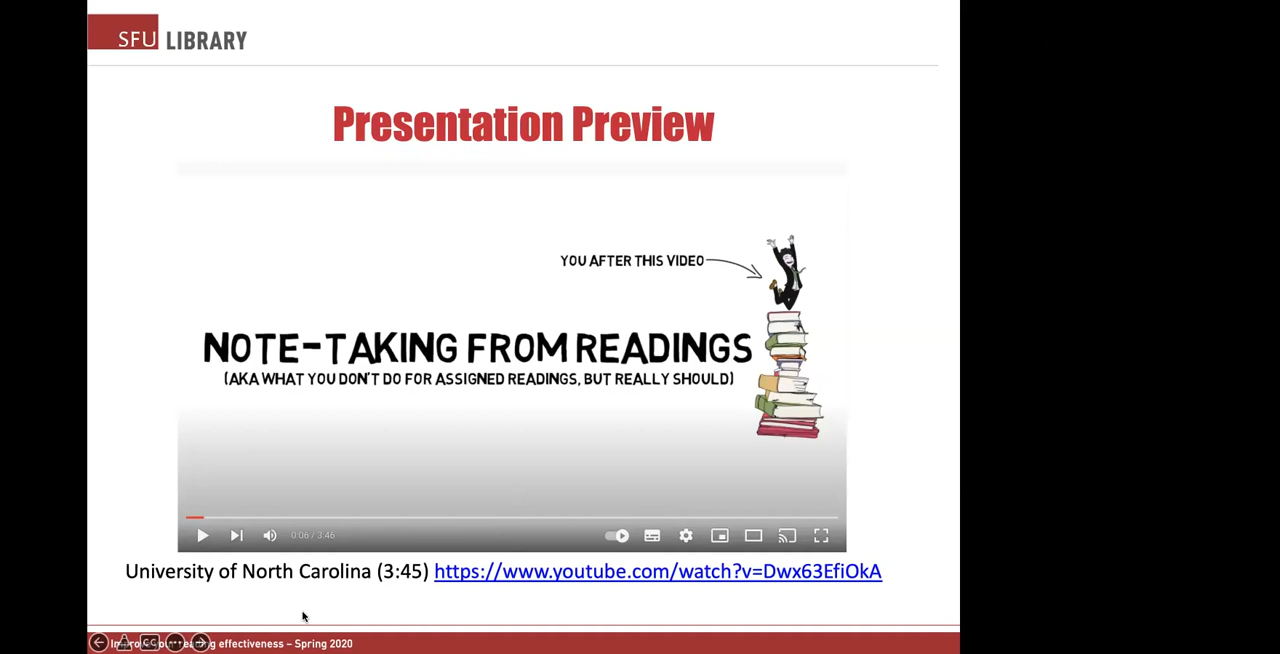 SFU LIBRARY
Presentation Preview
YOU AFTER THIS VIDEO
NOTE-TAKING FROM READINGS
(AKA WHAT YOU DON'T DO FOR ASSIGNED READINGS, BUT REALLY SHOULD)
0:06 / 3:46
University of North Carolina (3:45) https://www.youtube.com/watch?v=Dwx63EfiOkA
effectiveness – Spring 2020